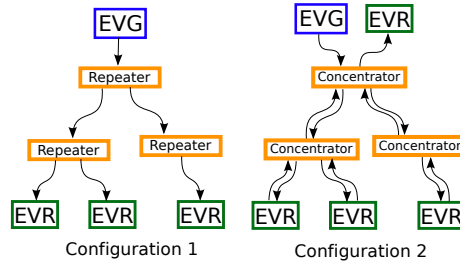 EVG
Repeater
Repeater
Repeater
EVR
EVR
EVR
Configuration 1
EVG
EVR
Concentrator
Concentrator
Concentrator
EVR
EVR
EVR
Configuration 2